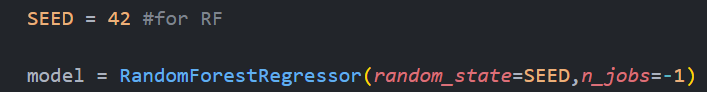 SEED = 42 #for RF
model = RandomForestRegressor(random_state=SEED,n_jobs=-1)